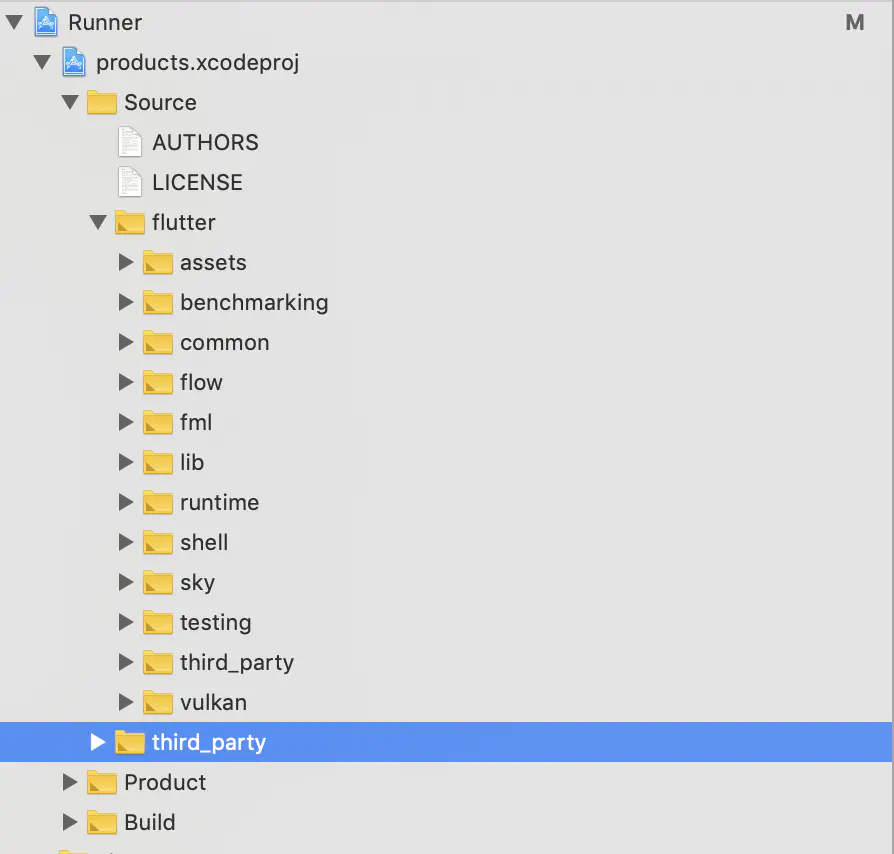 Runner M
products.xcodeproj
Source
AUTHORS
LICENSE
flutter
assets
benchmarking
common
flow
fml
lib
runtime
shell
sky
testing
third_party
vulkan
third_party
Product
Build